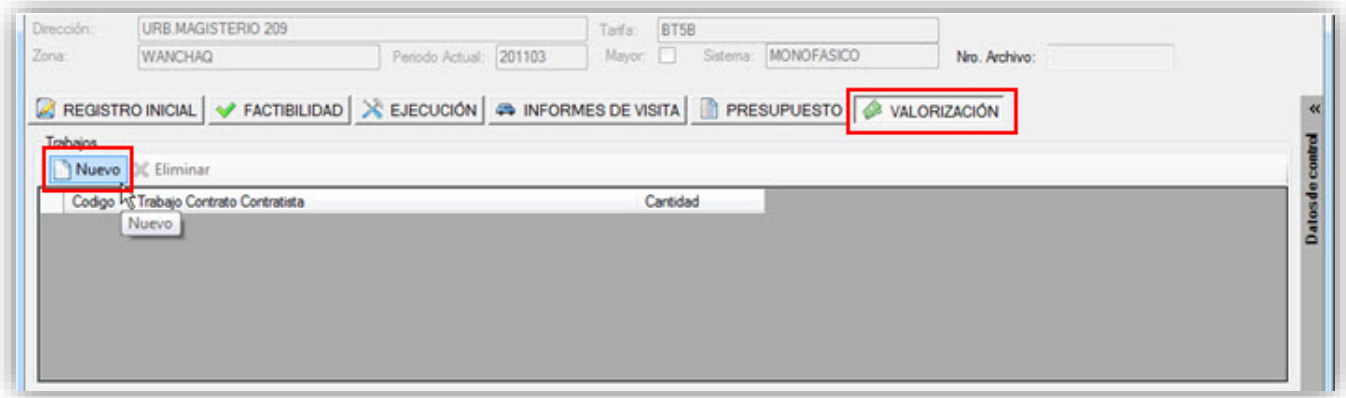 Dirección: URB.MAGISTERIO 209 Tarifa: BT5B
Zona: WANCHAQ Periodo Actual: 201103 Mayor: Sistema: MONOFASICO Nro. Archivo:
REGISTRO INICIAL FACTIBILIDAD EJECUCIÓN INFORMES DE VISITA PRESUPUESTO VALORIZACIÓN
Trabajos
Nuevo Eliminar
Codigo Trabajo Contrato Contratista Cantidad
Nuevo
«
Datos de control